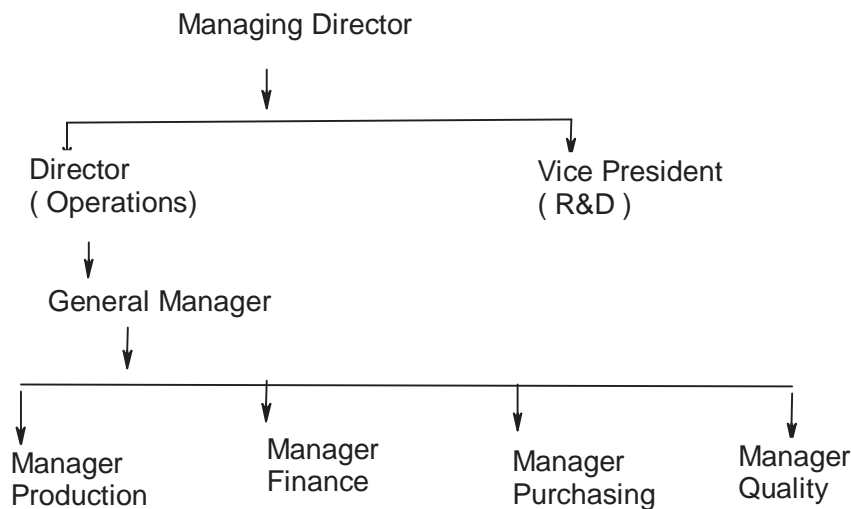 Managing Director
Director
( Operations)
Vice President
( R&D )
General Manager
Manager
Production
Manager
Finance
Manager
Purchasing
Manager
Quality